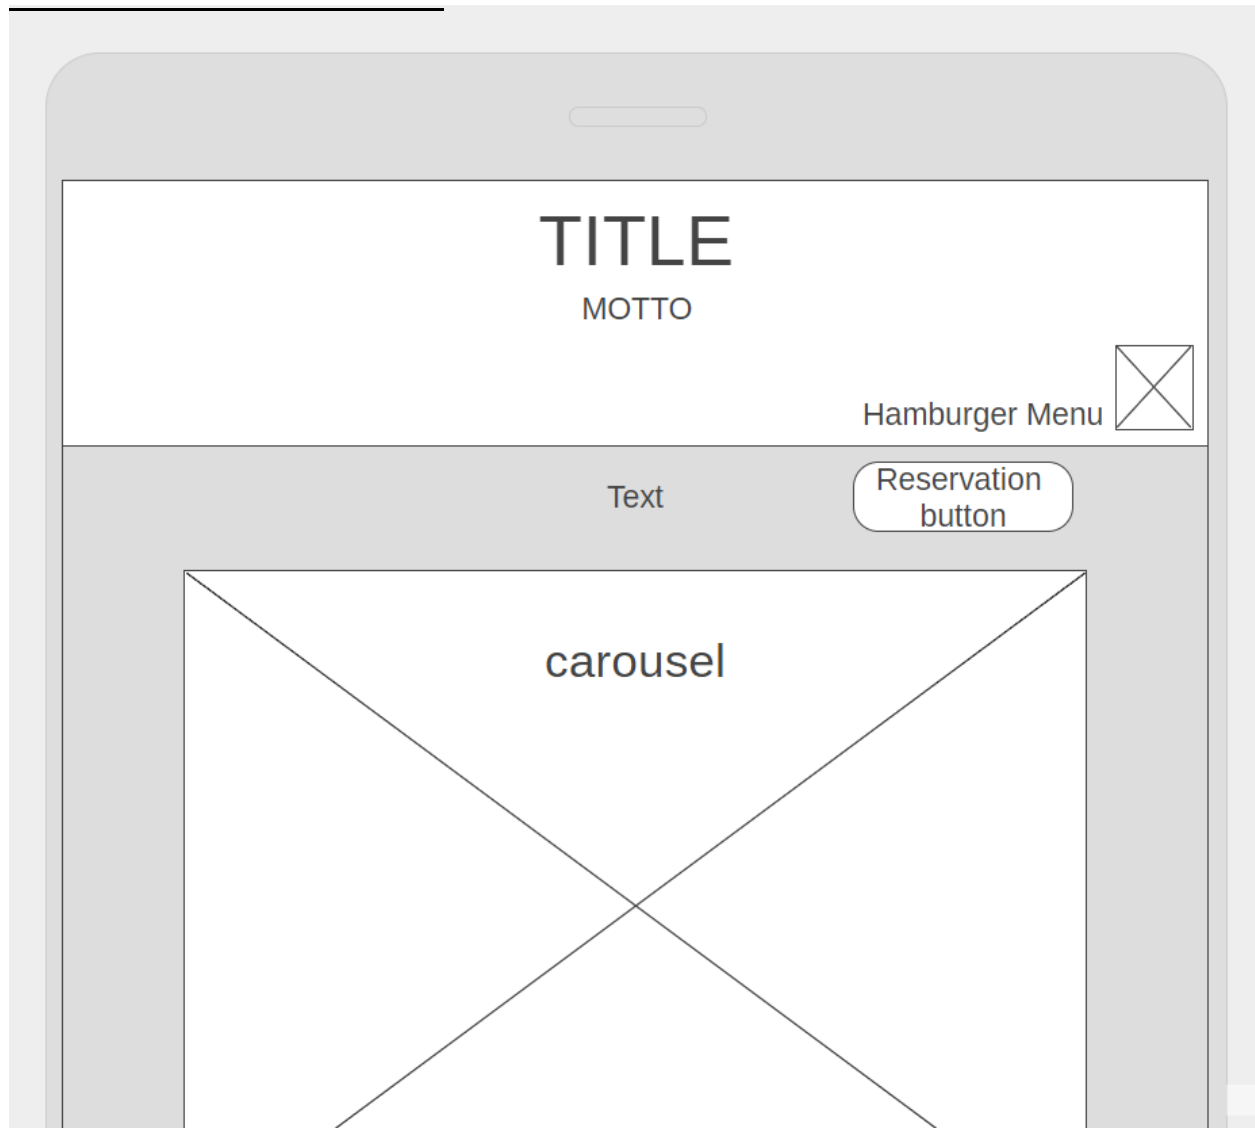 TITLE
MOTTO
Hamburger Menu
Text
Reservation
button
carousel